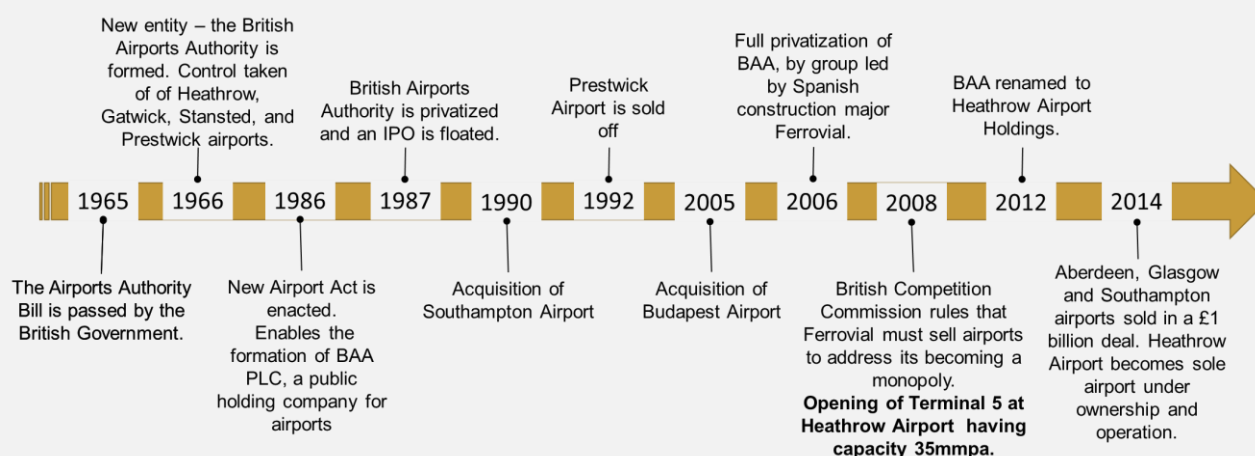 New entity – the British
Airports Authority is
formed. Control taken
of of Heathrow,
Gatwick, Stansted, and
Prestwick airports.
British Airports
Authority is privatized
and an IPO is floated.
Prestwick
Airport is sold
off
Full privatization of
BAA, by group led
by Spanish
construction major
Ferrovial.
BAA renamed to
Heathrow Airport
Holdings.
1965
1966
1986
1987
1990
1992
2005
2006
2008
2012
2014
The Airports Authority
Bill is passed by the
British Government.
New Airport Act is
enacted.
Enables the
formation of BAA
PLC, a public
holding company for
airports
Acquisition of
Southampton Airport
Acquisition of
Budapest Airport
British Competition
Commission rules that
Ferrovial must sell airports
to address its becoming a
monopoly.
Opening of Terminal 5 at
Heathrow Airport having
capacity 35mmpa.
Aberdeen, Glasgow
and Southampton
airports sold in a £1
billion deal. Heathrow
Airport becomes sole
airport under
ownership and
operation.